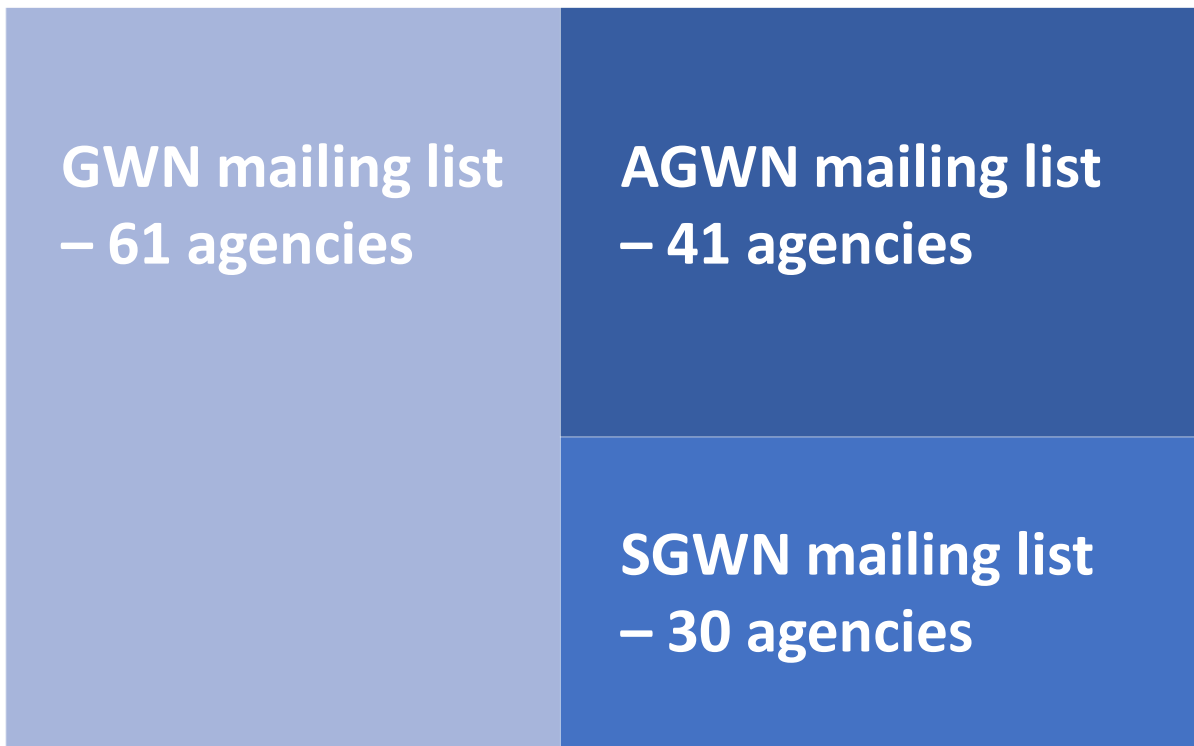 GWN mailing list
– 61 agencies
AGWN mailing list
– 41 agencies
SGWN mailing list
– 30 agencies